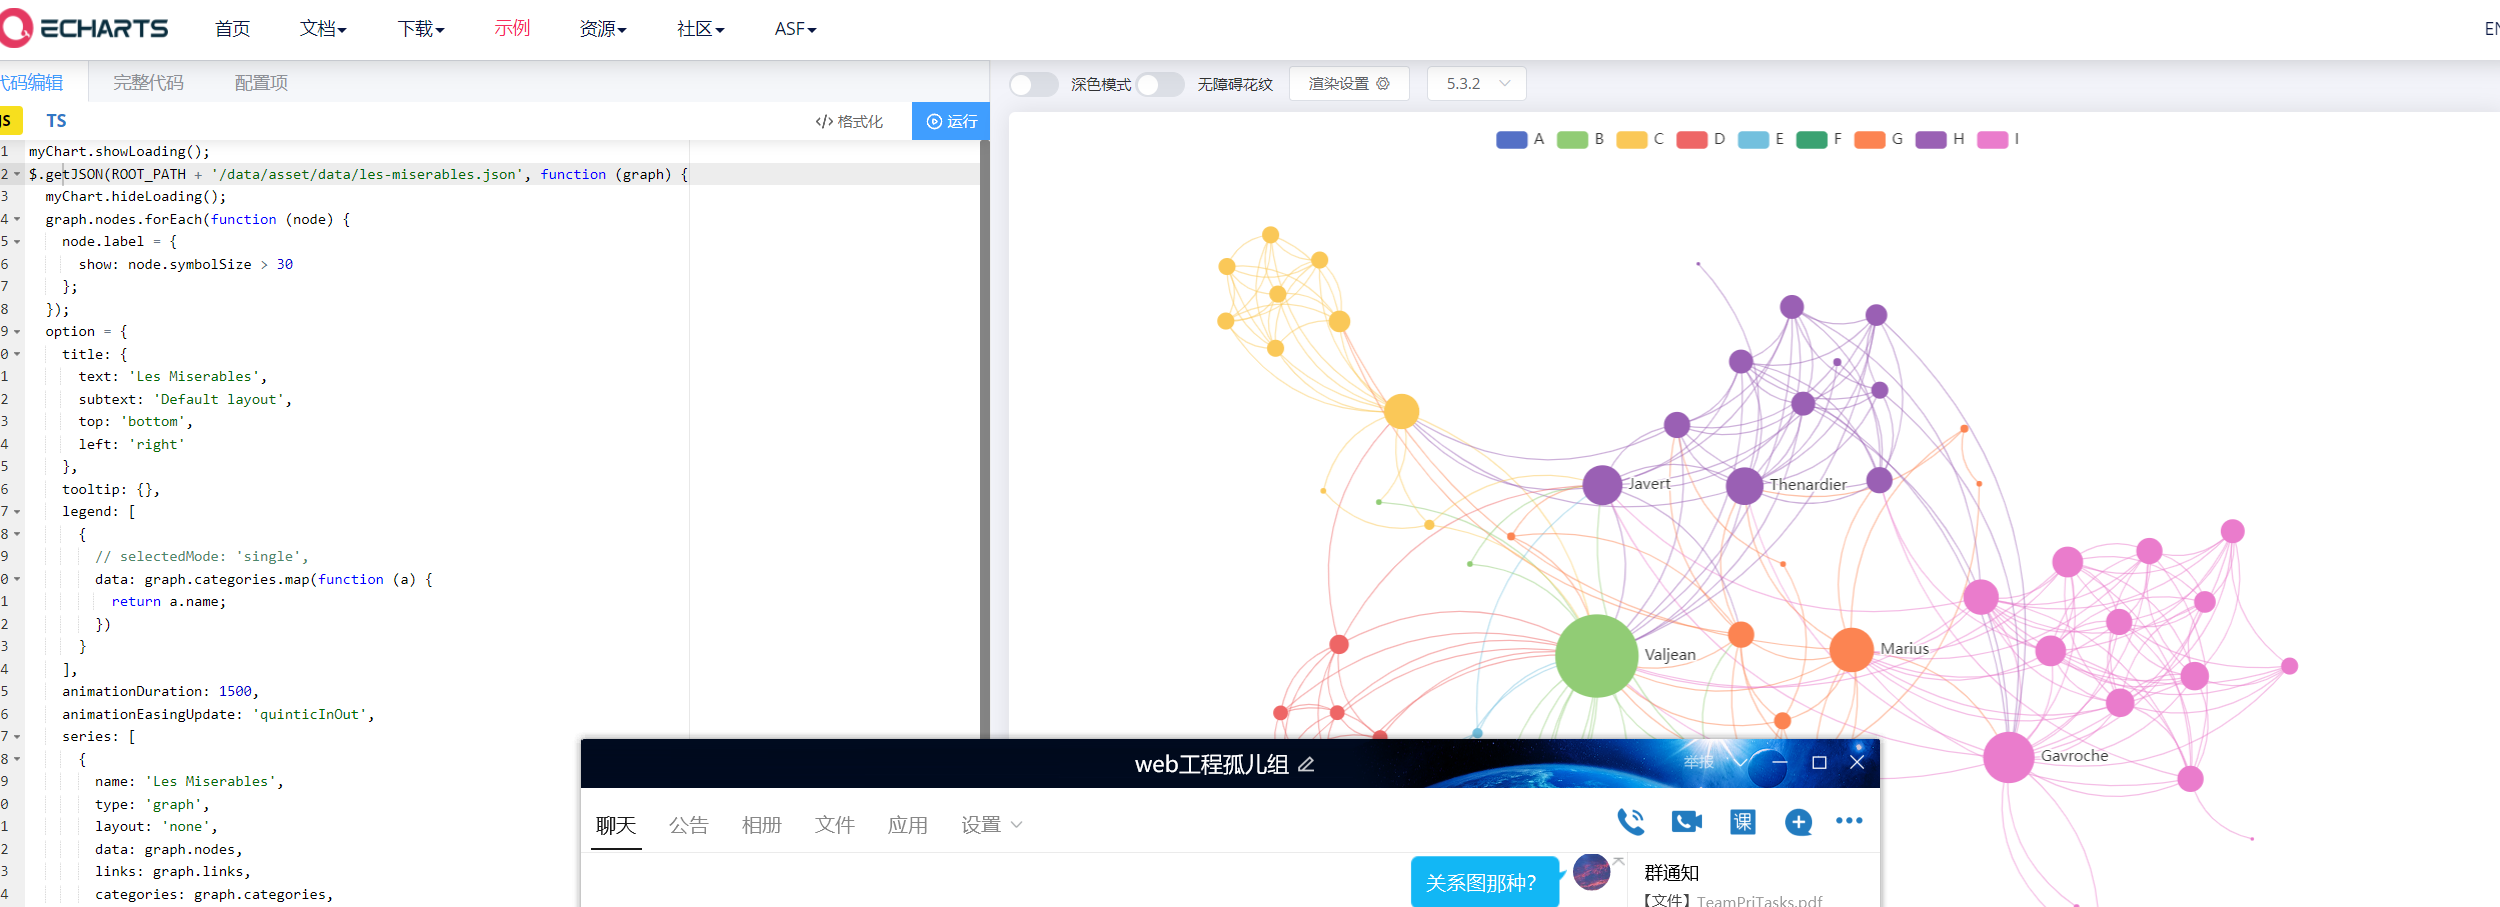 ECHARTS 首页 文档 下载 示例 资源 社区 ASF EN
代码编辑 完整代码 配置项
JS TS 格式化 运行
深色模式 无障碍花纹 渲染设置 5.3.2
1 myChart.showLoading();
2 $.getJSON(ROOT_PATH + '/data/asset/data/les-miserables.json', function (graph) {
3 myChart.hideLoading();
4 graph.nodes.forEach(function (node) {
5 node.label = {
6 show: node.symbolSize > 30
7 };
8 });
9 option = {
0 title: {
1 text: 'Les Miserables',
2 subtext: 'Default layout',
3 top: 'bottom',
4 left: 'right'
5 },
6 tooltip: {},
7 legend: [
8 {
9 // selectedMode: 'single',
0 data: graph.categories.map(function (a) {
1 return a.name;
2 })
3 }
4 ],
5 animationDuration: 1500,
6 animationEasingUpdate: 'quinticInOut',
7 series: [
8 {
9 name: 'Les Miserables',
0 type: 'graph',
1 layout: 'none',
2 data: graph.nodes,
3 links: graph.links,
4 categories: graph.categories,
A B C D E F G H I
Javert
Thenardier
Valjean
Marius
Gavroche
web工程孤儿组
举报
聊天 公告 相册 文件 应用 设置
课
关系图那种?
群通知
【文件】TeamPriTasks.pdf